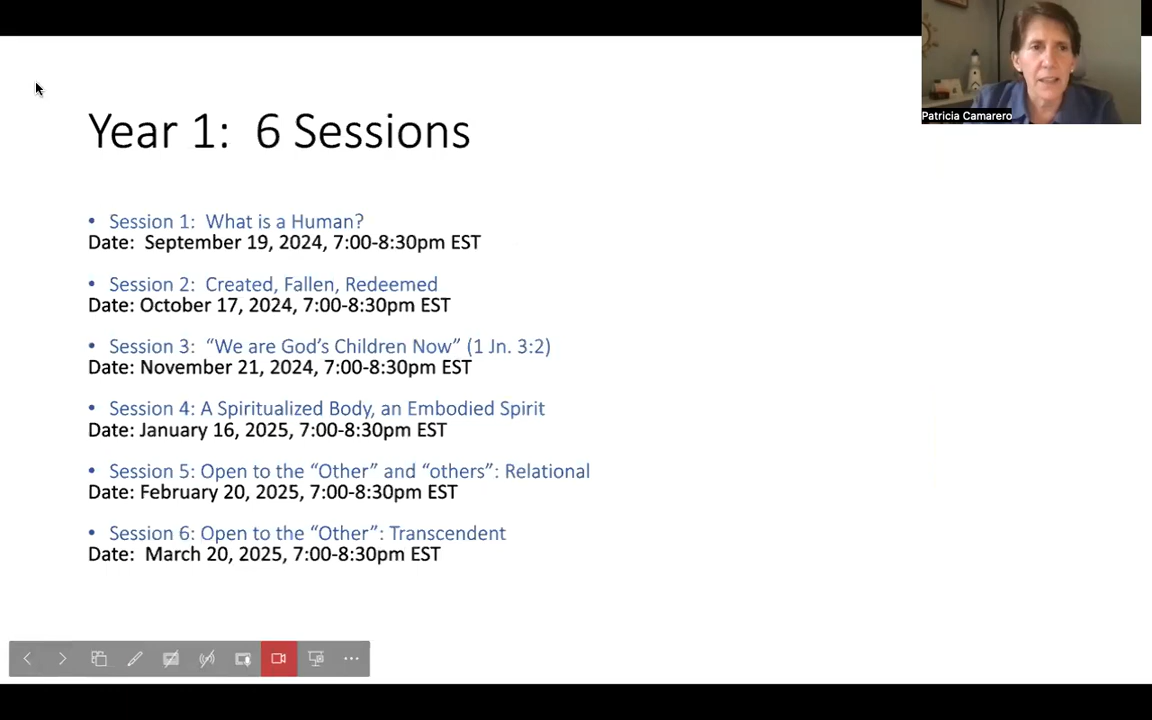 Patricia Camarero
Year 1:  6 Sessions
• Session 1:  What is a Human?
Date:  September 19, 2024, 7:00-8:30pm EST
• Session 2:  Created, Fallen, Redeemed
Date: October 17, 2024, 7:00-8:30pm EST
• Session 3:  “We are God’s Children Now” (1 Jn. 3:2)
Date: November 21, 2024, 7:00-8:30pm EST
• Session 4: A Spiritualized Body, an Embodied Spirit
Date: January 16, 2025, 7:00-8:30pm EST
• Session 5: Open to the “Other” and “others”: Relational
Date: February 20, 2025, 7:00-8:30pm EST
• Session 6: Open to the “Other”: Transcendent
Date:  March 20, 2025, 7:00-8:30pm EST